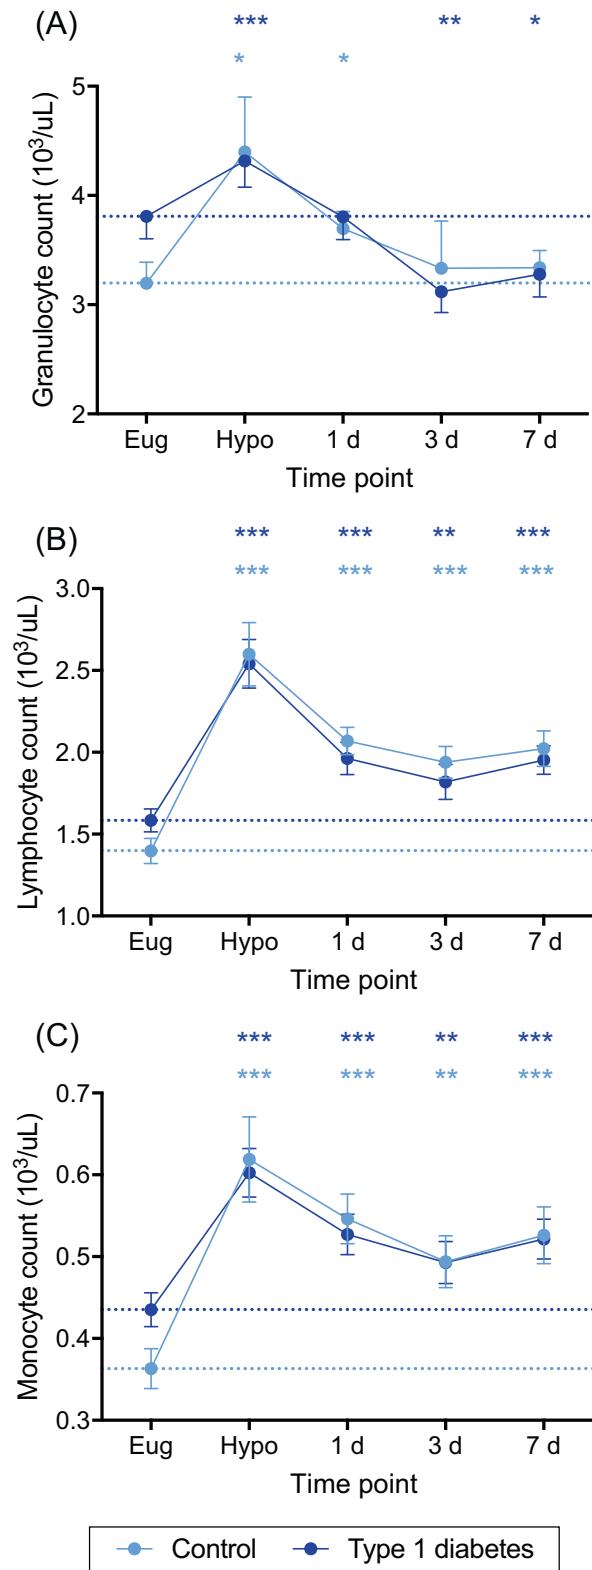 (A)
*** ** *
* *
Granulocyte count (10³/uL)
5
4
3
2
Eug Hypo 1 d 3 d 7 d
Time point
(B)
*** *** ** ***
*** *** *** ***
Lymphocyte count (10³/uL)
3.0
2.5
2.0
1.5
1.0
Eug Hypo 1 d 3 d 7 d
Time point
(C)
*** *** ** ***
*** *** ** ***
Monocyte count (10³/uL)
0.7
0.6
0.5
0.4
0.3
Eug Hypo 1 d 3 d 7 d
Time point
Control Type 1 diabetes